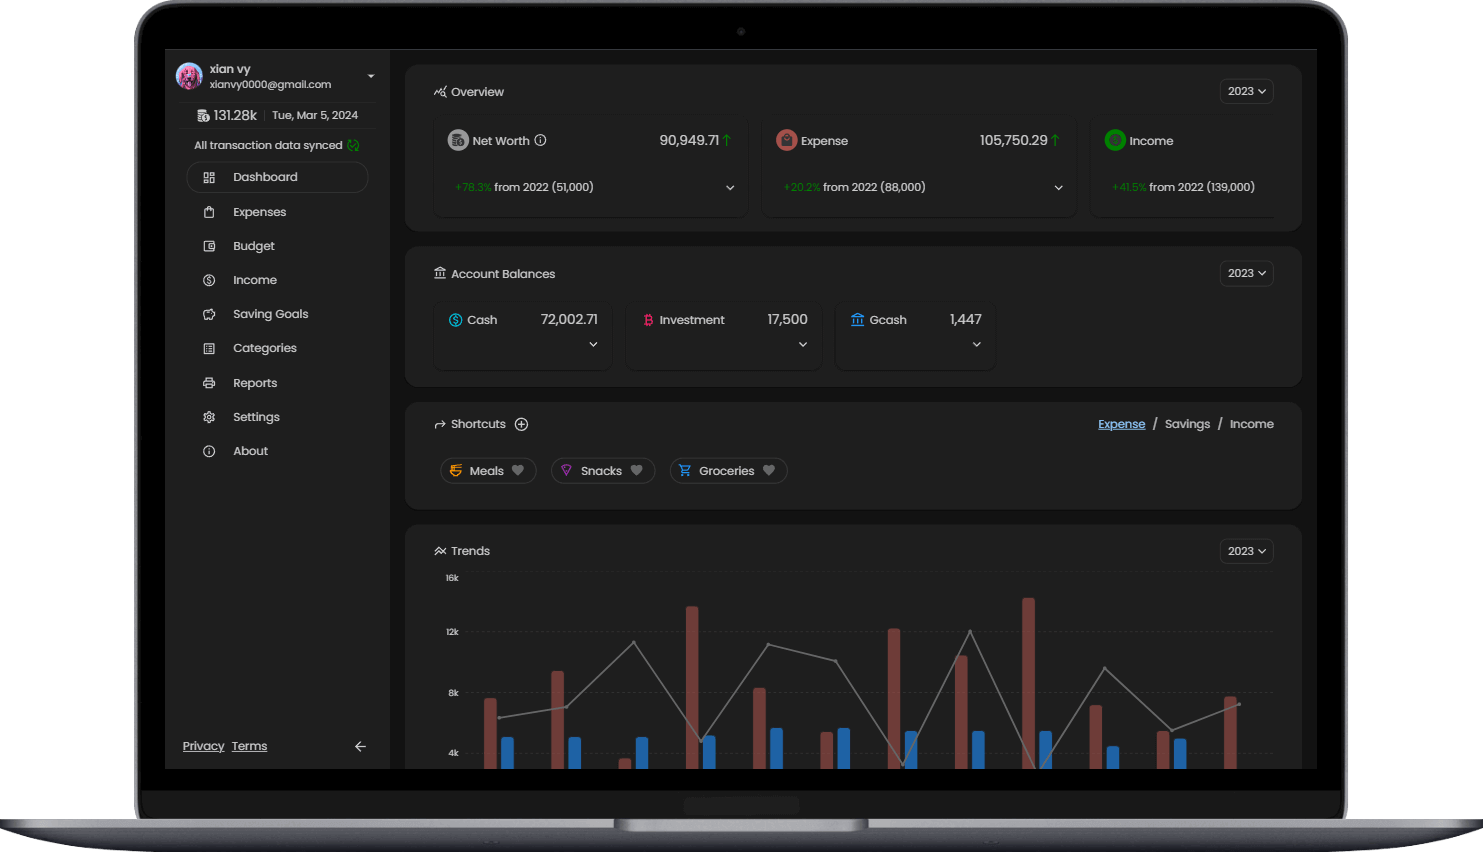 xian vy
xianvy0000@gmail.com
131.28k Tue, Mar 5, 2024
All transaction data synced
Dashboard
Expenses
Budget
Income
Saving Goals
Categories
Reports
Settings
About
Privacy Terms
Overview 2023
Net Worth 90,949.71
+78.3% from 2022 (51,000)
Expense 105,750.29
+20.2% from 2022 (88,000)
Income
+41.5% from 2022 (139,000)
Account Balances 2023
Cash 72,002.71
Investment 17,500
Gcash 1,447
Shortcuts Expense / Savings / Income
Meals Snacks Groceries
Trends 2023
16k
12k
8k
4k